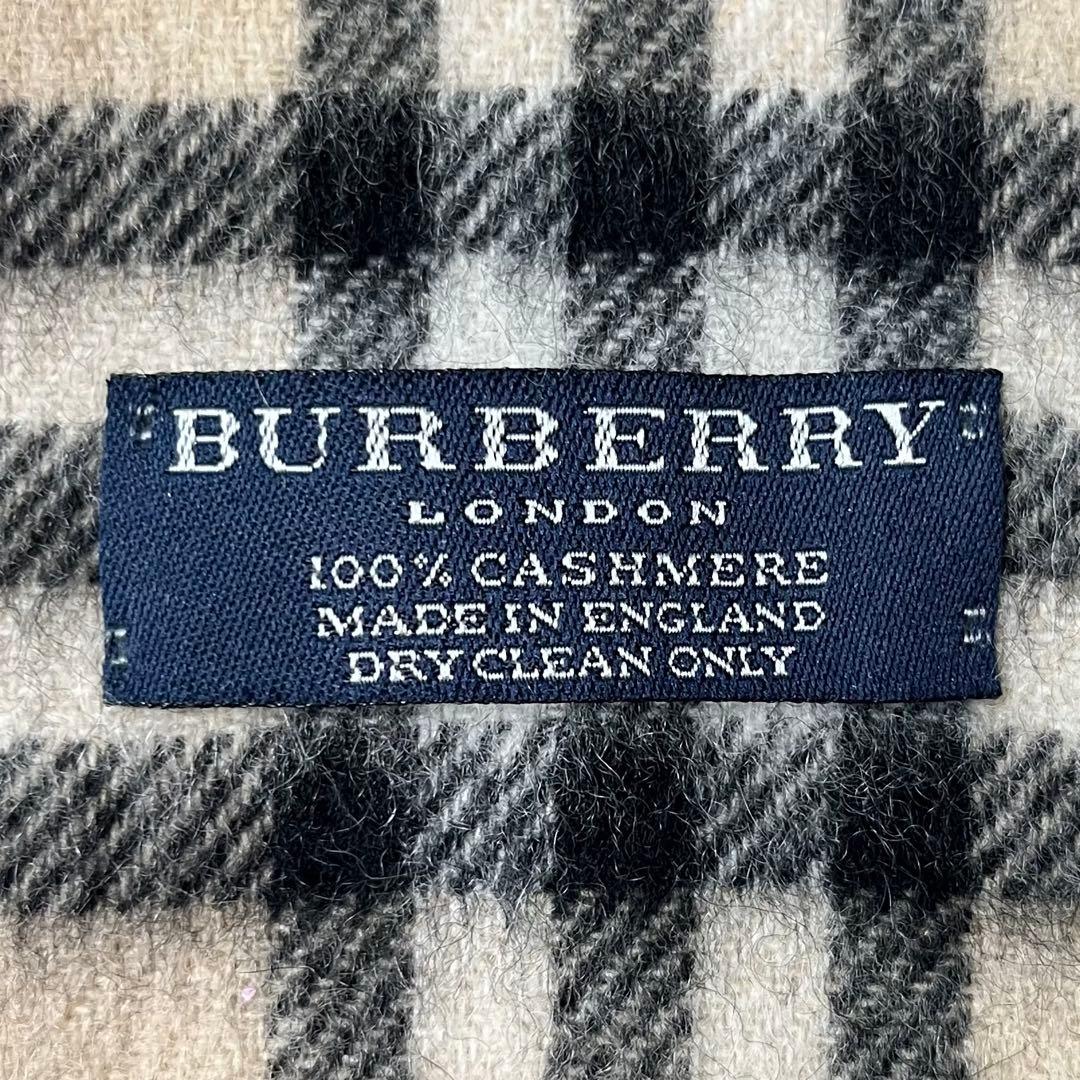 BURBERRY
LONDON
100% CASHMERE
MADE IN ENGLAND
DRY CLEAN ONLY